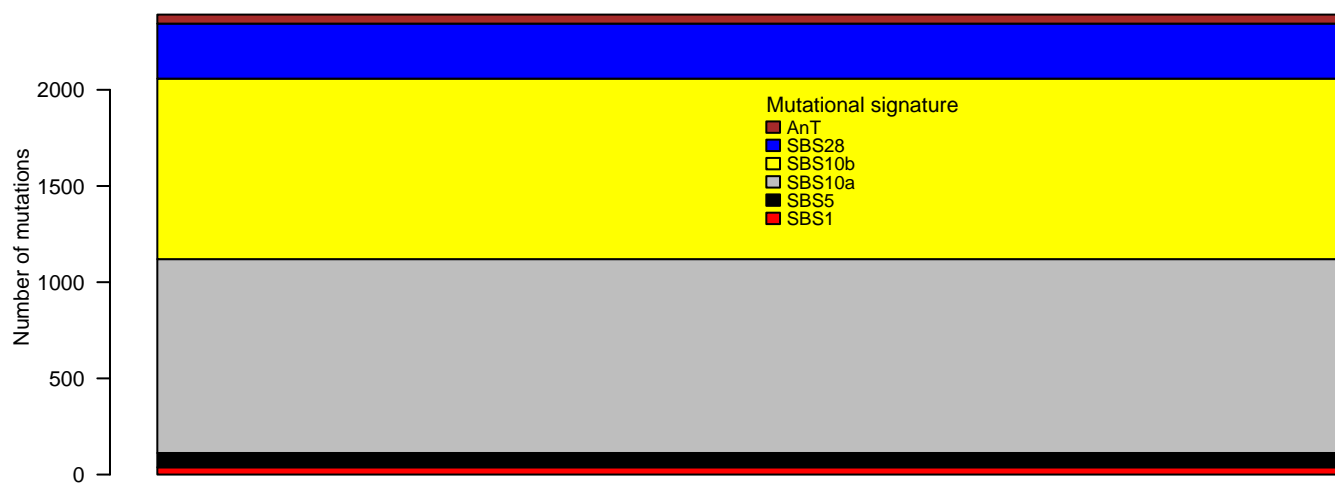 Number of mutations
2000
1500
1000
500
0
Mutational signature
AnT
SBS28
SBS10b
SBS10a
SBS5
SBS1